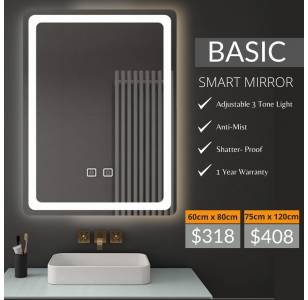 BASIC
SMART MIRROR
Adjustable 3 Tone Light
Anti-Mist
Shatter- Proof
1 Year Warranty
60cm x 80cm 75cm x 120cm
$318 $408